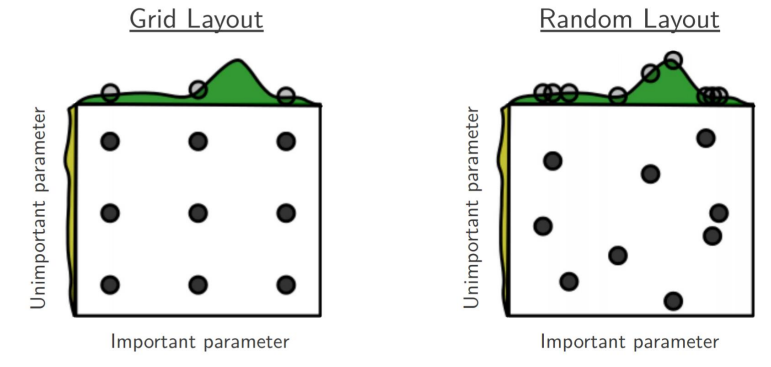 Grid Layout
Unimportant parameter
Important parameter
Random Layout
Unimportant parameter
Important parameter